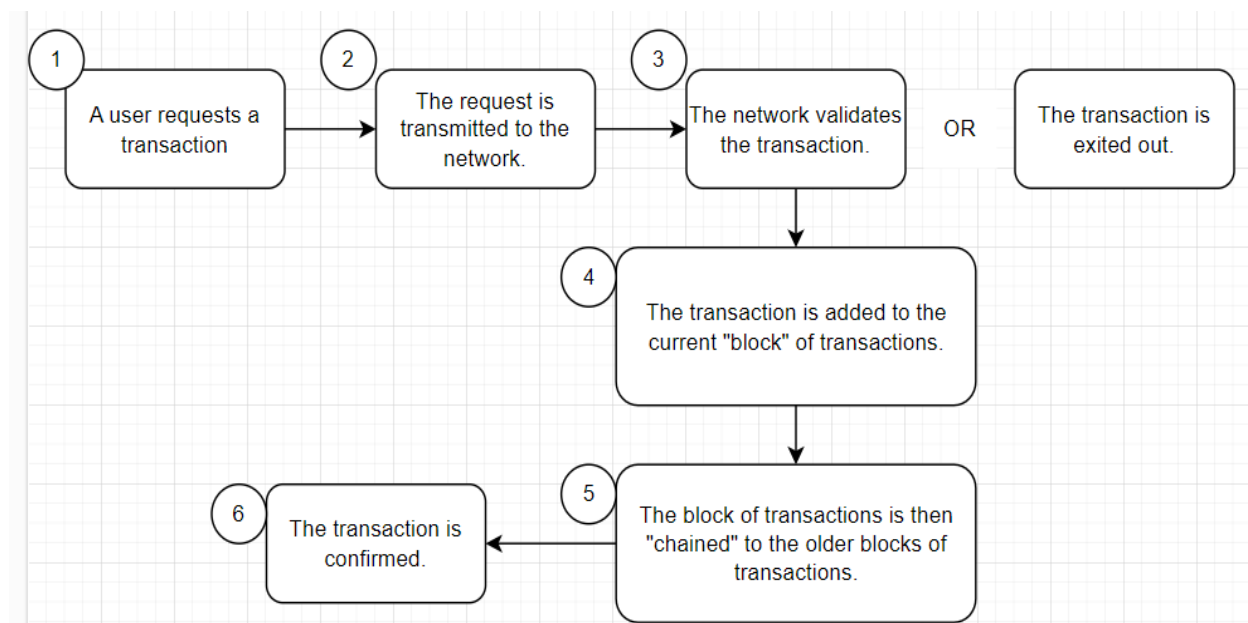 1
A user requests a
transaction
2
The request is
transmitted to the
network.
3
The network validates
the transaction.
OR
The transaction is
exited out.
4
The transaction is added to the
current "block" of transactions.
5
The block of transactions is then
"chained" to the older blocks of
transactions.
6
The transaction is
confirmed.